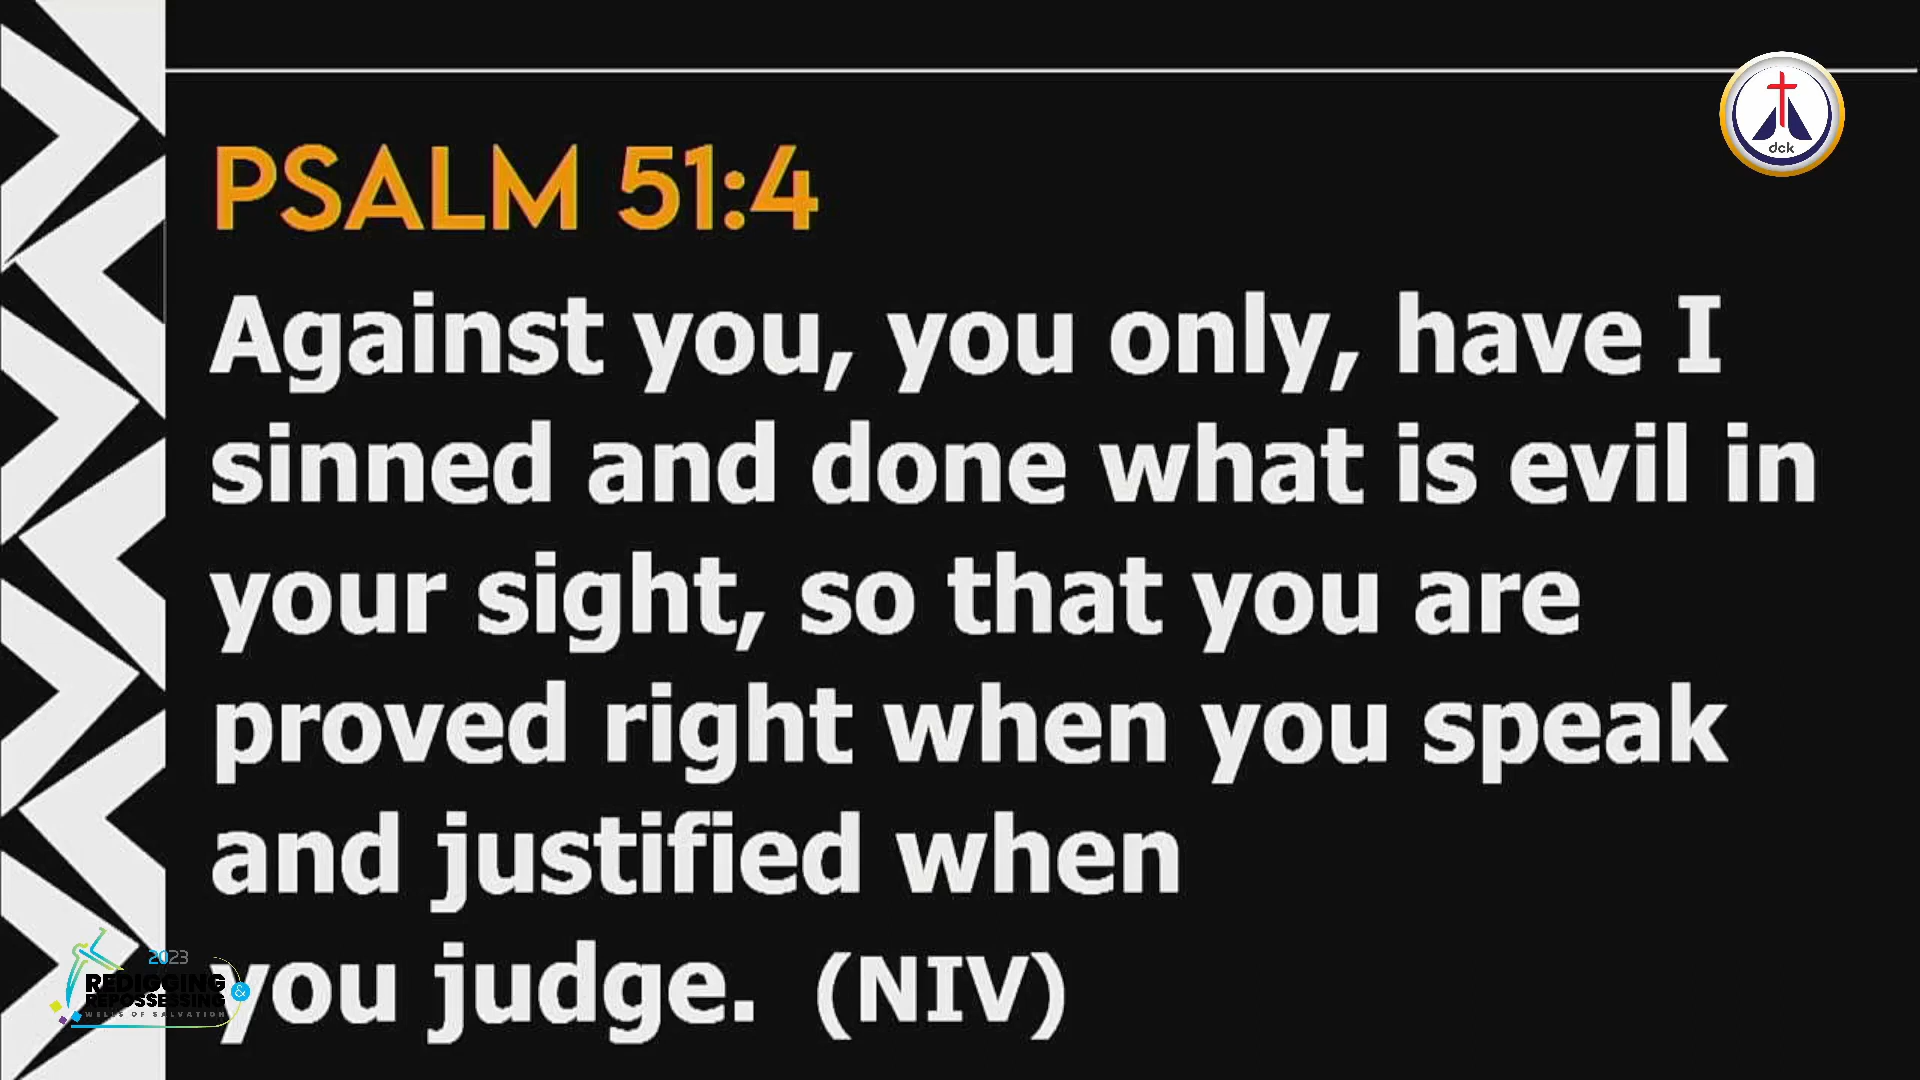 dck
PSALM 51:4
Against you, you only, have I
sinned and done what is evil in
your sight, so that you are
proved right when you speak
and justified when
you judge. (NIV)
2023
REDIGGING &
REPOSSESSING
WELLS OF SALVATION